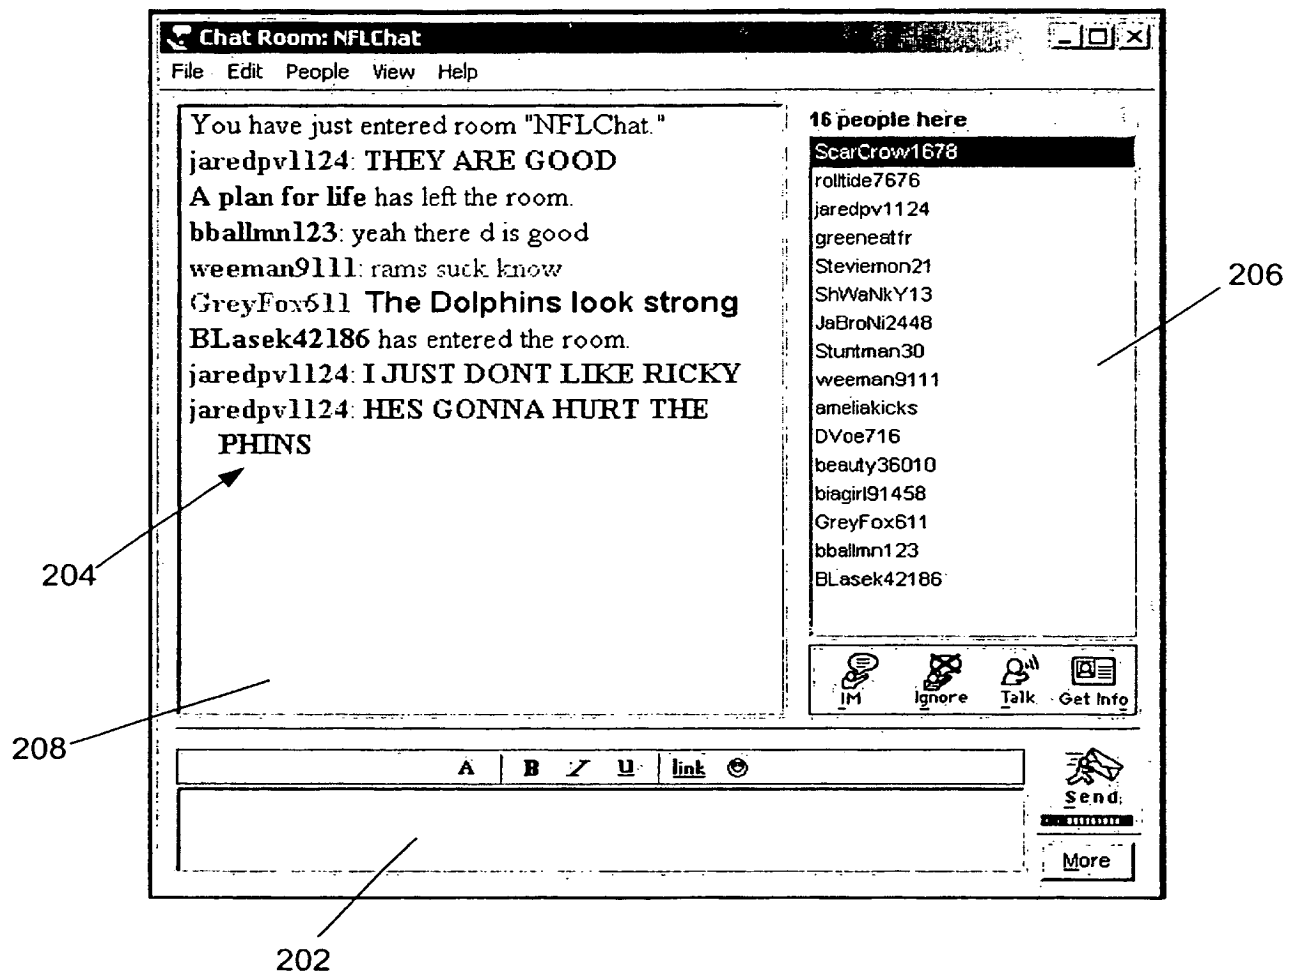 Chat Room: NFLChat
File Edit People View Help
You have just entered room "NFLChat."
jaredpv1124: THEY ARE GOOD
A plan for life has left the room.
bballmn123: yeah there d is good
weeman9111: rams suck know
GreyFox611 The Dolphins look strong
BLasek42186 has entered the room.
jaredpv1124: I JUST DONT LIKE RICKY
jaredpv1124: HES GONNA HURT THE
PHINS
16 people here
ScarCrow1678
rolltide7676
jaredpv1124
greeneatfr
Steviemon21
ShWaNkY13
JaBroNi2448
Stuntman30
weeman9111
ameliakicks
DVoe716
beauty36010
biagirl91458
GreyFox611
bballmn123
BLasek42186
IM Ignore Talk Get Info
A B I U link
Send
More
206
204
208
202